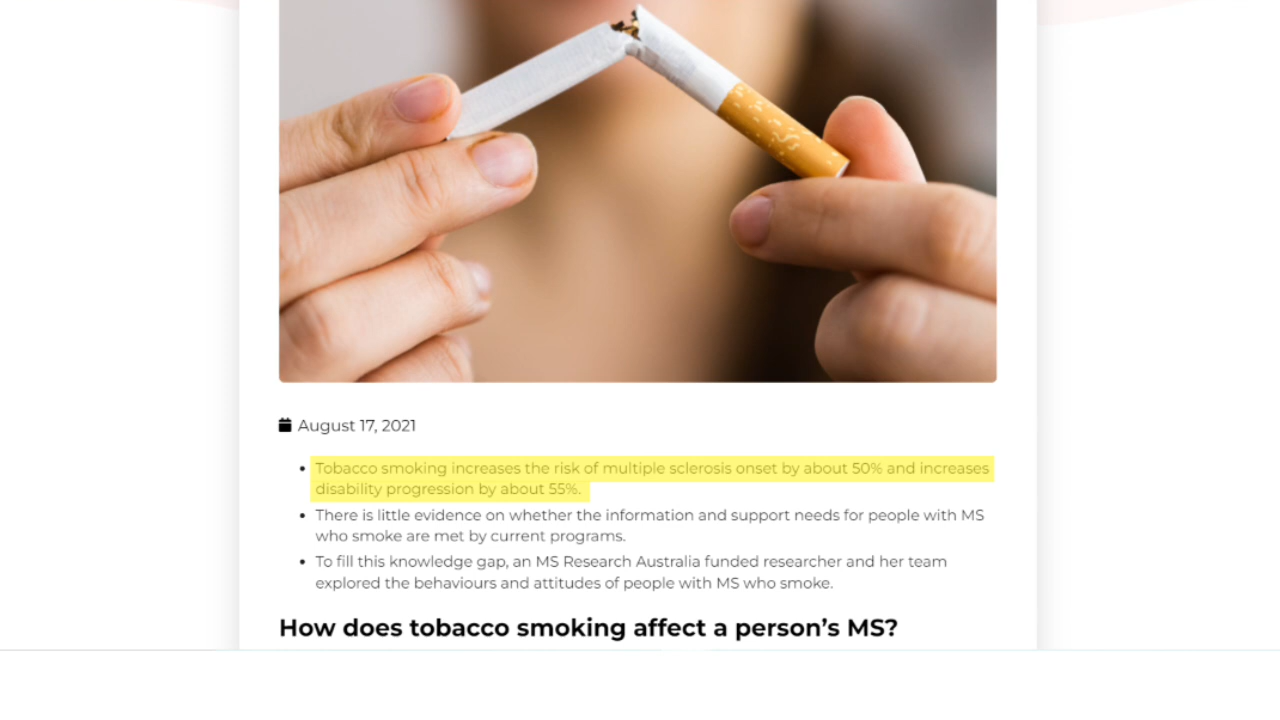 August 17, 2021
Tobacco smoking increases the risk of multiple sclerosis onset by about 50% and increases
disability progression by about 55%.
There is little evidence on whether the information and support needs for people with MS
who smoke are met by current programs.
To fill this knowledge gap, an MS Research Australia funded researcher and her team
explored the behaviours and attitudes of people with MS who smoke.
How does tobacco smoking affect a person’s MS?